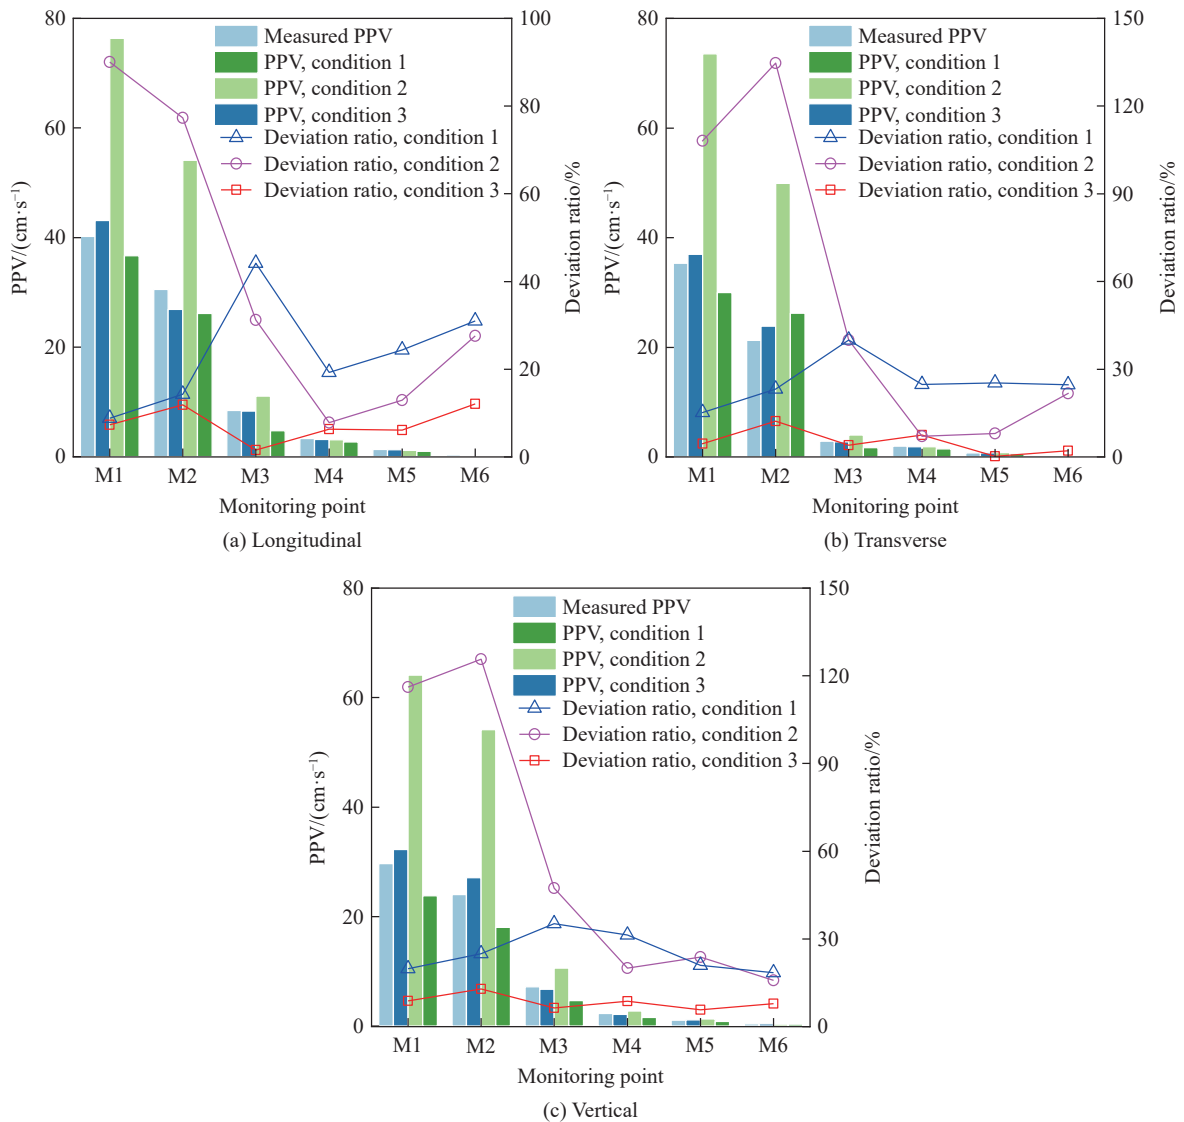 80
60
40
20
0
PPV/(cm·s⁻¹)
Measured PPV
PPV, condition 1
PPV, condition 2
PPV, condition 3
Deviation ratio, condition 1
Deviation ratio, condition 2
Deviation ratio, condition 3
100
80
60
40
20
0
Deviation ratio/%
M1 M2 M3 M4 M5 M6
Monitoring point
(a) Longitudinal
80
60
40
20
0
PPV/(cm·s⁻¹)
Measured PPV
PPV, condition 1
PPV, condition 2
PPV, condition 3
Deviation ratio, condition 1
Deviation ratio, condition 2
Deviation ratio, condition 3
150
120
90
60
30
0
Deviation ratio/%
M1 M2 M3 M4 M5 M6
Monitoring point
(b) Transverse
80
60
40
20
0
PPV/(cm·s⁻¹)
Measured PPV
PPV, condition 1
PPV, condition 2
PPV, condition 3
Deviation ratio, condition 1
Deviation ratio, condition 2
Deviation ratio, condition 3
150
120
90
60
30
0
Deviation ratio/%
M1 M2 M3 M4 M5 M6
Monitoring point
(c) Vertical